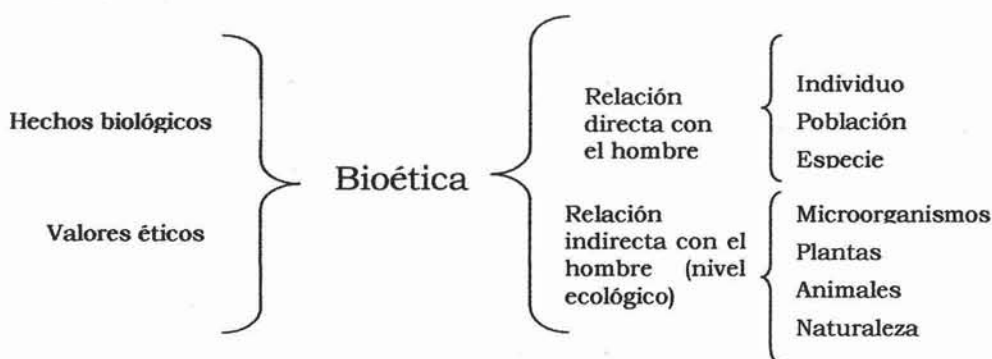 Hechos biológicos
Valores éticos
Bioética
Relación
directa con
el hombre
Individuo
Población
Especie
Relación
indirecta con el
hombre (nivel
ecológico)
Microorganismos
Plantas
Animales
Naturaleza